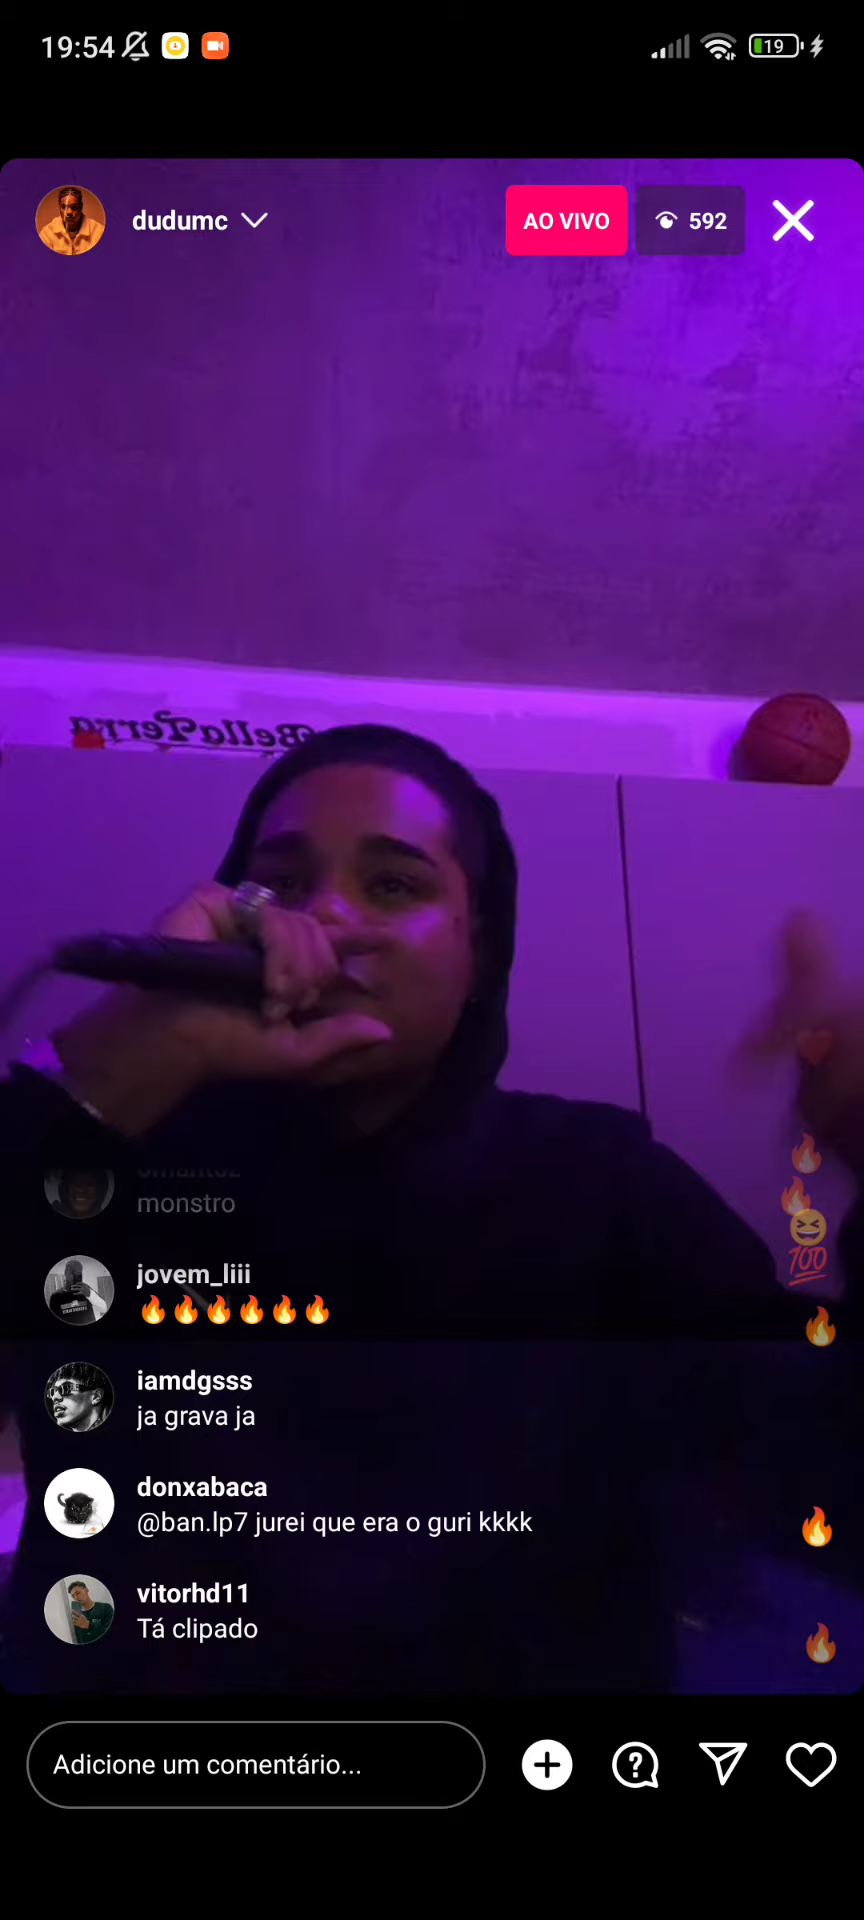 19:54
19
dudumc
AO VIVO
592
BellaTerra
monstro
jovem_liii
🔥🔥🔥🔥🔥🔥
iamdgsss
ja grava ja
donxabaca
@ban.lp7 jurei que era o guri kkkk
vitorhd11
Tá clipado
Adicione um comentário...